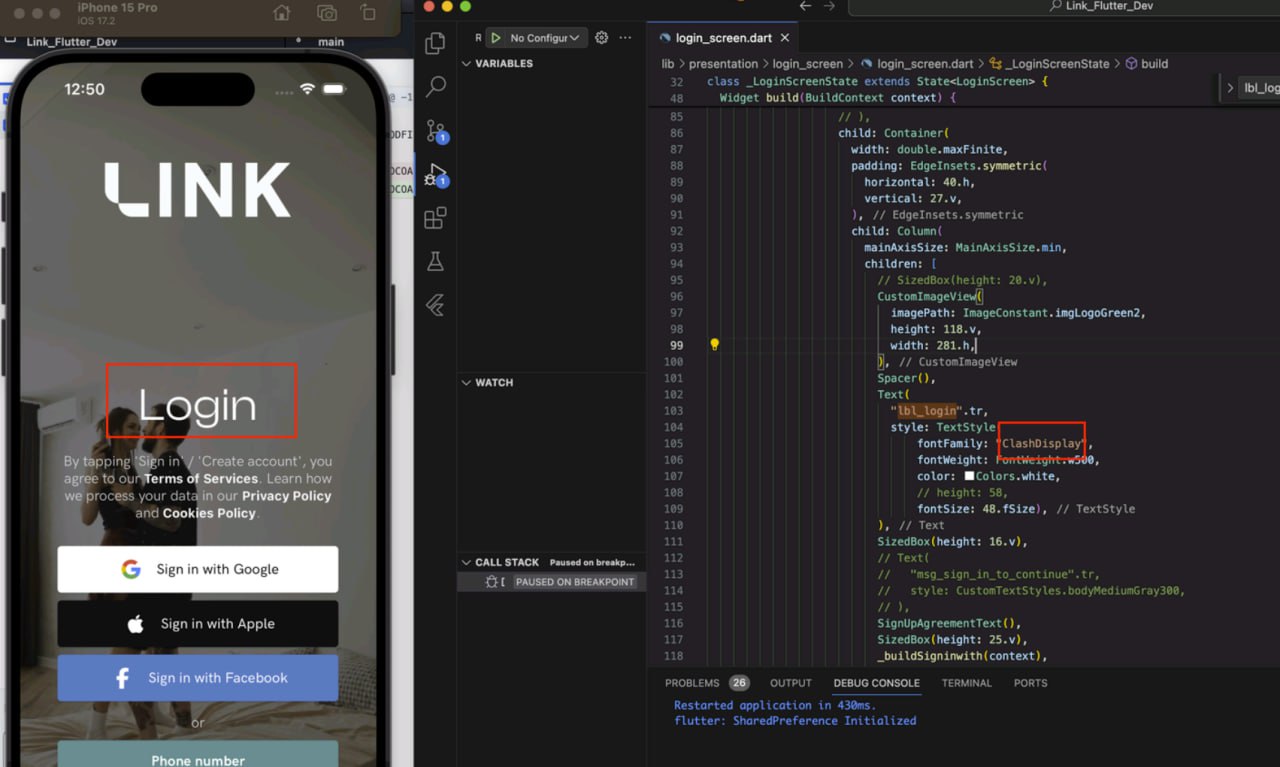 iPhone 15 Pro
iOS 17.2
Link_Flutter_Dev
main
12:50
LINK
Login
By tapping 'Sign in' / 'Create account', you
agree to our Terms of Services. Learn how
we process your data in our Privacy Policy
and Cookies Policy.
Sign in with Google
Sign in with Apple
Sign in with Facebook
or
Phone number
Link_Flutter_Dev
R No Configur
login_screen.dart
VARIABLES
WATCH
CALL STACK Paused on breakp...
PAUSED ON BREAKPOINT
1
1
lib > presentation > login_screen > login_screen.dart > _LoginScreenState > build
lbl_log
32 class _LoginScreenState extends State<LoginScreen> {
48 Widget build(BuildContext context) {
85 // ),
86 child: Container(
87 width: double.maxFinite,
88 padding: EdgeInsets.symmetric(
89 horizontal: 40.h,
90 vertical: 27.v,
91 ), // EdgeInsets.symmetric
92 child: Column(
93 mainAxisSize: MainAxisSize.min,
94 children: [
95 // SizedBox(height: 20.v),
96 CustomImageView(
97 imagePath: ImageConstant.imgLogoGreen2,
98 height: 118.v,
99 width: 281.h,
100 ), // CustomImageView
101 Spacer(),
102 Text(
103 "lbl_login".tr,
104 style: TextStyle
105 fontFamily: "ClashDisplay",
106 fontWeight: FontWeight.w500,
107 color: Colors.white,
108 // height: 58,
109 fontSize: 48.fSize), // TextStyle
110 ), // Text
111 SizedBox(height: 16.v),
112 // Text(
113 // "msg_sign_in_to_continue".tr,
114 // style: CustomTextStyles.bodyMediumGray300,
115 // ),
116 SignUpAgreementText(),
117 SizedBox(height: 25.v),
118 _buildSigninwith(context),
PROBLEMS 26 OUTPUT DEBUG CONSOLE TERMINAL PORTS
Restarted application in 430ms.
flutter: SharedPreference Initialized